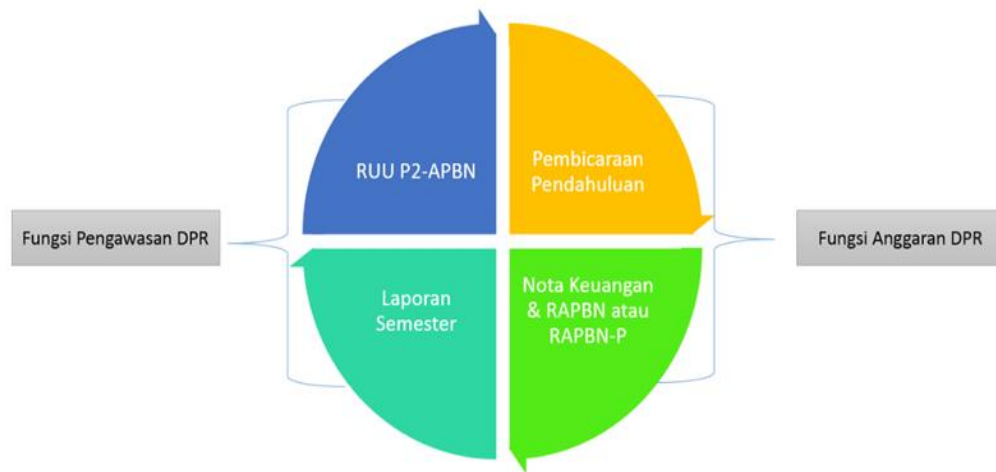 RUU P2-APBN
Pembicaraan
Pendahuluan
Fungsi Pengawasan DPR
Fungsi Anggaran DPR
Laporan
Semester
Nota Keuangan
& RAPBN atau
RAPBN-P